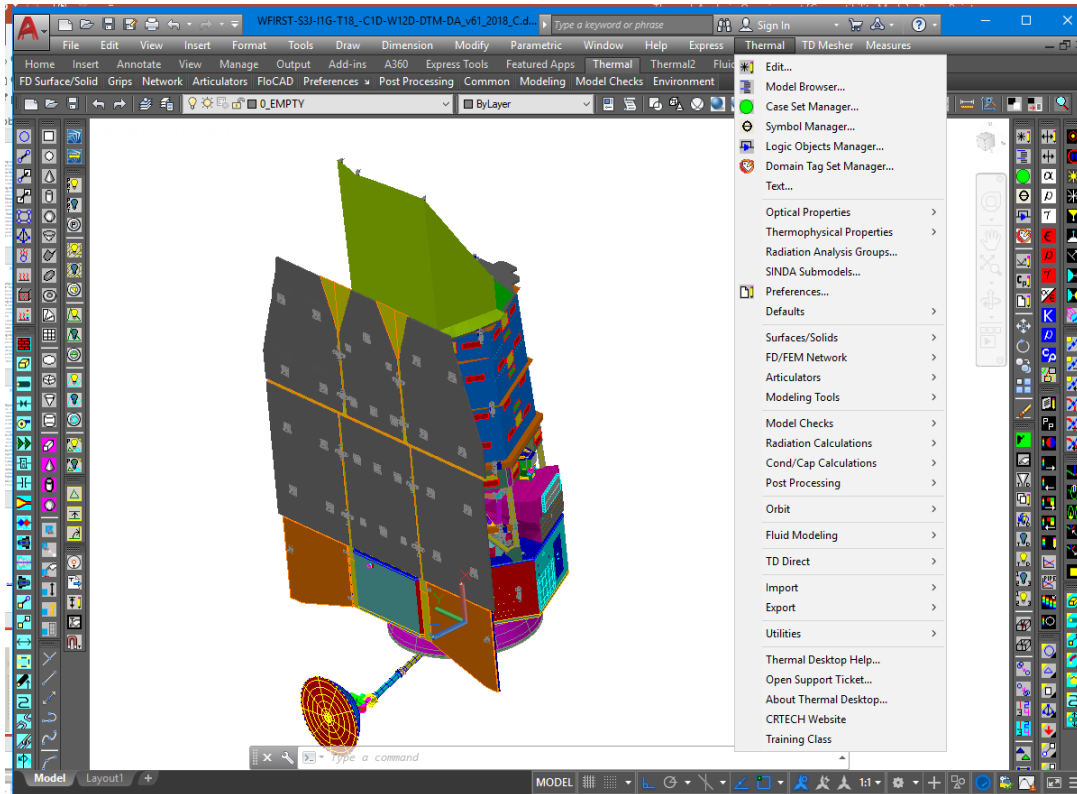 WFIRST-S3J-I1G-T18_-C1D-W12D-DTM-DA_v61_2018_C.d...
Type a keyword or phrase
Sign In
File Edit View Insert Format Tools Draw Dimension Modify Parametric Window Help Express Thermal TD Mesher Measures
Home Insert Annotate View Manage Output Add-ins A360 Express Tools Featured Apps Thermal Thermal2
FD Surface/Solid Grips Network Articulators FloCAD Preferences Post Processing Common Modeling Model Checks Environment
0_EMPTY
ByLayer
Edit...
Model Browser...
Case Set Manager...
Symbol Manager...
Logic Objects Manager...
Domain Tag Set Manager...
Text...
Optical Properties
Thermophysical Properties
Radiation Analysis Groups...
SINDA Submodels...
Preferences...
Defaults
Surfaces/Solids
FD/FEM Network
Articulators
Modeling Tools
Model Checks
Radiation Calculations
Cond/Cap Calculations
Post Processing
Orbit
Fluid Modeling
TD Direct
Import
Export
Utilities
Thermal Desktop Help...
Open Support Ticket...
About Thermal Desktop...
CRTECH Website
Training Class
Type a command
Model Layout1 +
MODEL 1:1